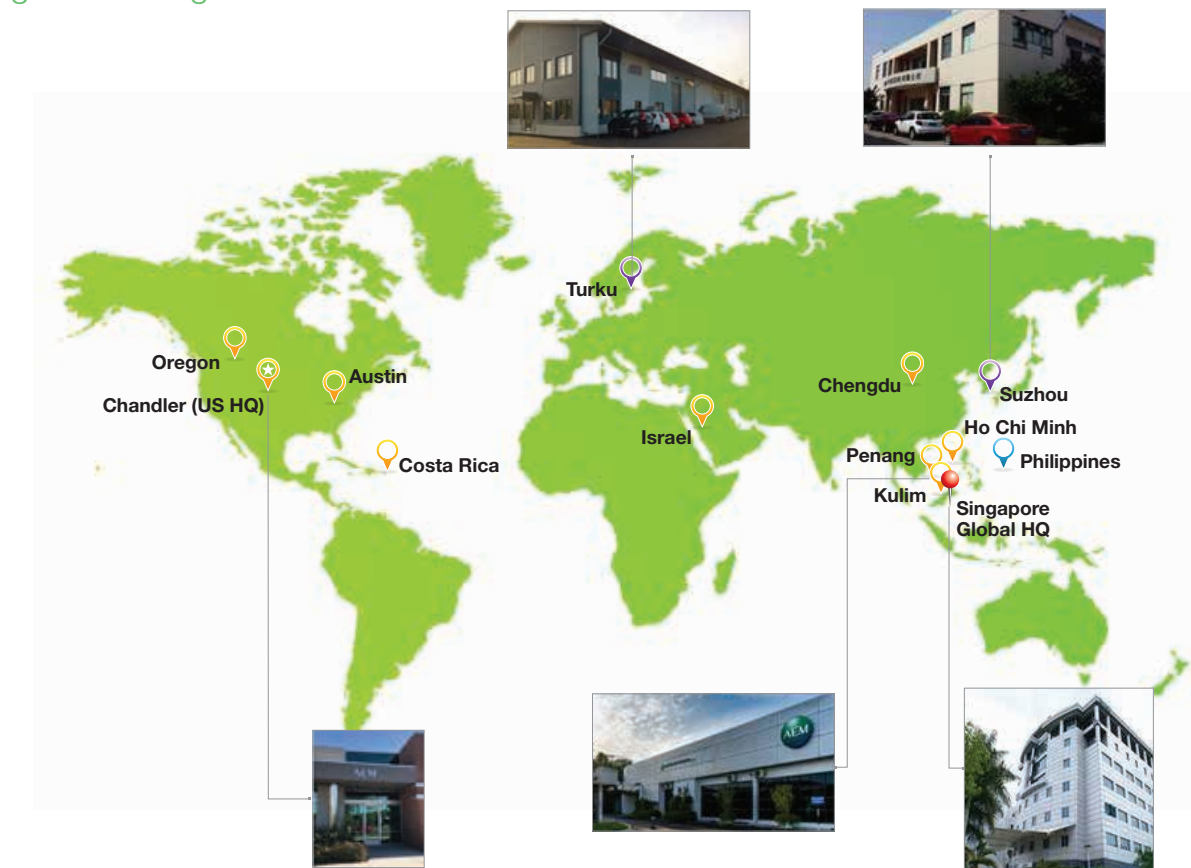 Turku
Oregon
Chandler (US HQ)
Austin
Costa Rica
Israel
Chengdu
Suzhou
Ho Chi Minh
Penang
Philippines
Kulim
Singapore
Global HQ
AEM
AEM